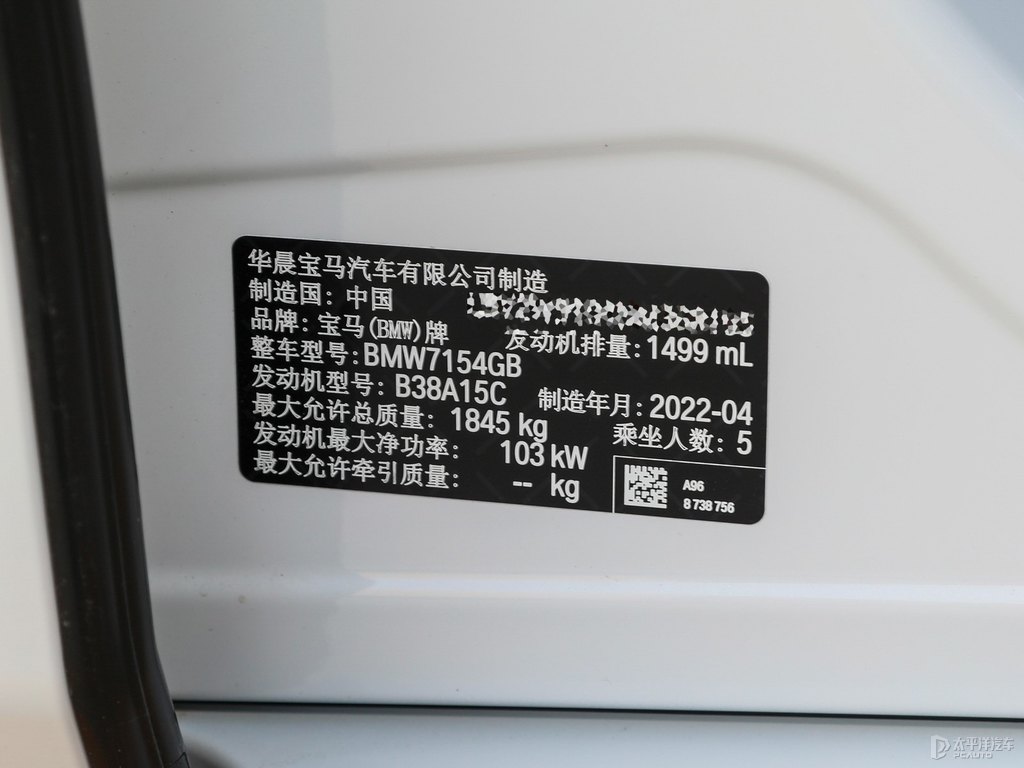 华晨宝马汽车有限公司制造
制造国：中国
品牌：宝马(BMW)牌
发动机排量：1499 mL
整车型号：BMW7154GB
发动机型号：B38A15C
制造年月：2022-04
最大允许总质量：1845 kg
乘坐人数：5
发动机最大净功率：103 kW
最大允许牵引质量：-- kg
A96
8 738 756
太平洋汽车
PCAUTO